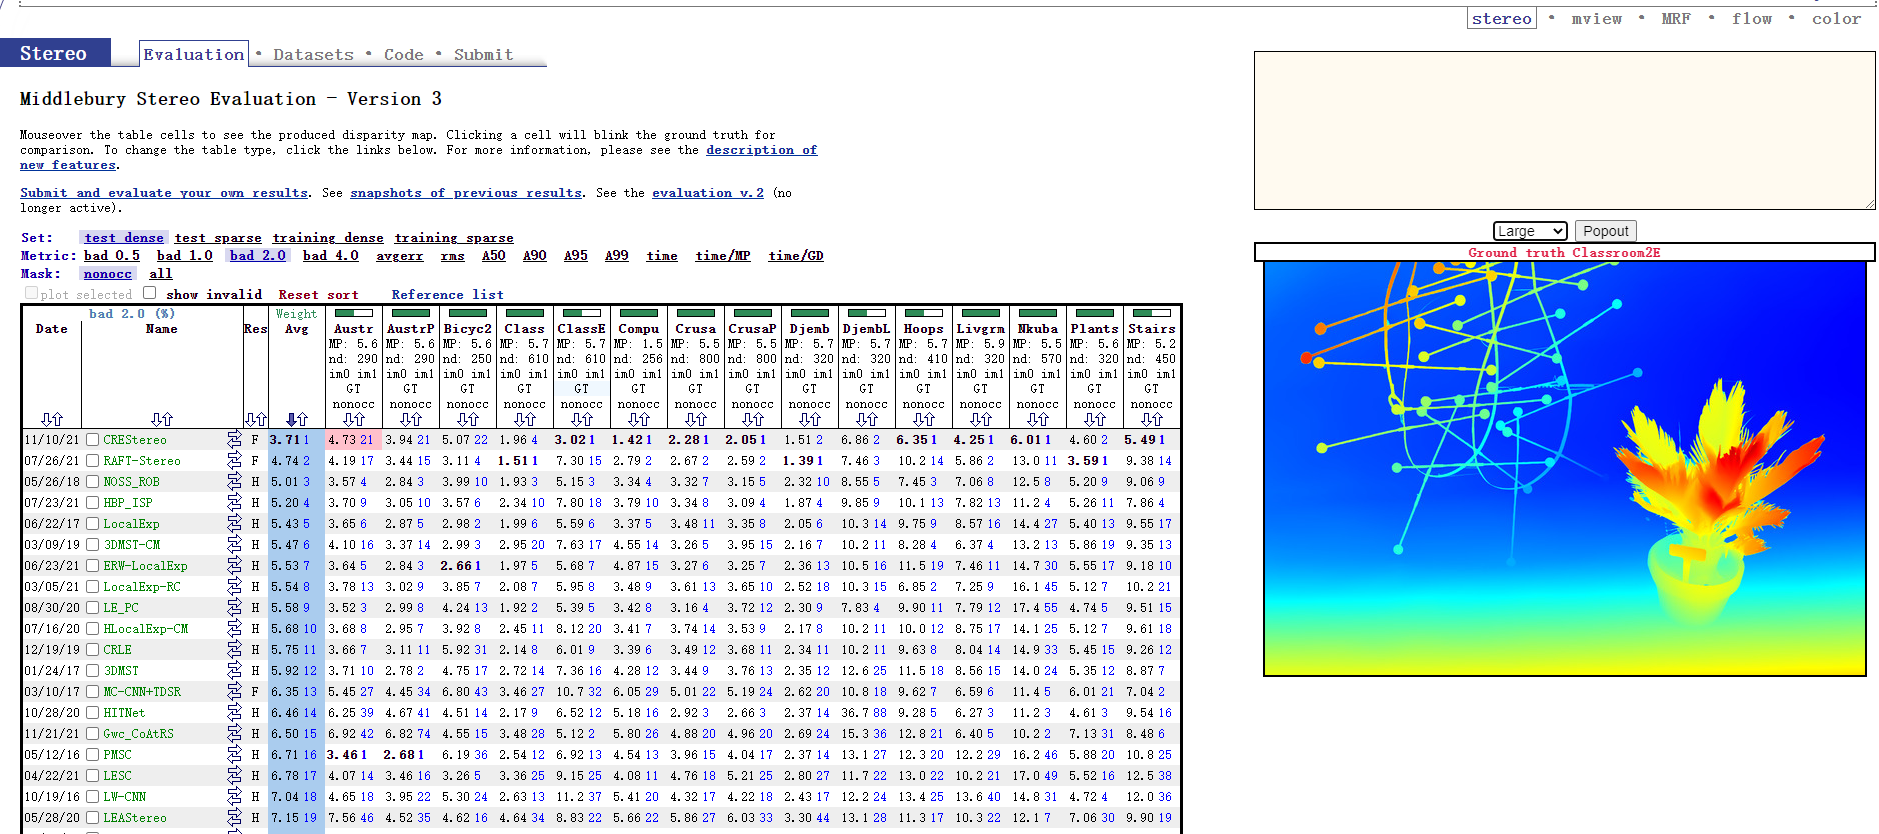 stereo • mview • MRF • flow • color
Stereo
Evaluation • Datasets • Code • Submit
Middlebury Stereo Evaluation - Version 3
Mouseover the table cells to see the produced disparity map. Clicking a cell will blink the ground truth for
comparison. To change the table type, click the links below. For more information, please see the description of
new features.
Submit and evaluate your own results. See snapshots of previous results. See the evaluation v.2 (no
longer active).
Set: test dense test sparse training dense training sparse
Metric: bad 0.5 bad 1.0 bad 2.0 bad 4.0 avgerr rms A50 A90 A95 A99 time time/MP time/GD
Mask: nonocc all
plot selected show invalid Reset sort Reference list
bad 2.0 (%) Weight
Date Name Res Avg Austr AustrP Bicyc2 Class ClassE Compu Crusa CrusaP Djemb DjembL Hoops Livgrm Nkuba Plants Stairs
MP: 5.6 MP: 5.6 MP: 5.6 MP: 5.7 MP: 5.7 MP: 1.5 MP: 5.5 MP: 5.5 MP: 5.7 MP: 5.7 MP: 5.7 MP: 5.9 MP: 5.5 MP: 5.6 MP: 5.2
nd: 290 nd: 290 nd: 250 nd: 610 nd: 610 nd: 256 nd: 800 nd: 800 nd: 320 nd: 320 nd: 410 nd: 320 nd: 570 nd: 320 nd: 450
im0 im1 im0 im1 im0 im1 im0 im1 im0 im1 im0 im1 im0 im1 im0 im1 im0 im1 im0 im1 im0 im1 im0 im1 im0 im1 im0 im1 im0 im1
GT GT GT GT GT GT GT GT GT GT GT GT GT GT GT
nonocc nonocc nonocc nonocc nonocc nonocc nonocc nonocc nonocc nonocc nonocc nonocc nonocc nonocc nonocc
11/10/21 CREStereo F 3.71 1 4.73 21 3.94 21 5.07 22 1.96 4 3.02 1 1.42 1 2.28 1 2.05 1 1.51 2 6.86 2 6.35 1 4.25 1 6.01 1 4.60 2 5.49 1
07/26/21 RAFT-Stereo F 4.74 2 4.19 17 3.44 15 3.11 4 1.51 1 7.30 15 2.79 2 2.67 2 2.59 2 1.39 1 7.46 3 10.2 14 5.86 2 13.0 11 3.59 1 9.38 14
05/26/18 NOSS_ROB H 5.01 3 3.57 4 2.84 3 3.99 10 1.93 3 5.15 3 3.34 4 3.32 7 3.15 5 2.32 10 8.55 5 7.45 3 7.06 8 12.5 8 5.20 9 9.06 9
07/23/21 HBP_ISP H 5.20 4 3.70 9 3.05 10 3.57 6 2.34 10 7.80 18 3.79 10 3.34 8 3.09 4 1.87 4 9.85 9 10.1 13 7.82 13 11.2 4 5.26 11 7.86 4
06/22/17 LocalExp H 5.43 5 3.65 6 2.87 5 2.98 2 1.99 6 5.59 6 3.37 5 3.48 11 3.35 8 2.05 6 10.3 14 9.75 9 8.57 16 14.4 27 5.40 13 9.55 17
03/09/19 3DMST-CM H 5.47 6 4.10 16 3.37 14 2.99 3 2.95 20 7.63 17 4.55 14 3.26 5 3.95 15 2.16 7 10.2 11 8.28 4 6.37 4 13.2 13 5.86 19 9.35 13
06/23/21 ERW-LocalExp H 5.53 7 3.64 5 2.84 3 2.66 1 1.97 5 5.68 7 4.87 15 3.27 6 3.25 7 2.36 13 10.5 16 11.5 19 7.46 11 14.7 30 5.55 17 9.18 10
03/05/21 LocalExp-RC H 5.54 8 3.78 13 3.02 9 3.85 7 2.08 7 5.95 8 3.48 9 3.61 13 3.65 10 2.52 18 10.3 15 6.85 2 7.25 9 16.1 45 5.12 7 10.2 21
08/30/20 LE_PC H 5.58 9 3.52 3 2.99 8 4.24 13 1.92 2 5.39 5 3.42 8 3.16 4 3.72 12 2.30 9 7.83 4 9.90 11 7.79 12 17.4 55 4.74 5 9.51 15
07/16/20 HLocalExp-CM H 5.68 10 3.68 8 2.95 7 3.92 8 2.45 11 8.12 20 3.41 7 3.74 14 3.53 9 2.17 8 10.2 11 10.0 12 8.75 17 14.1 25 5.12 7 9.61 18
12/19/19 CRLE H 5.75 11 3.66 7 3.11 11 5.92 31 2.14 8 6.01 9 3.39 6 3.49 12 3.68 11 2.34 11 10.2 11 9.63 8 8.04 14 14.9 33 5.45 15 9.26 12
01/24/17 3DMST H 5.92 12 3.71 10 2.78 2 4.75 17 2.72 14 7.36 16 4.28 12 3.44 9 3.76 13 2.35 12 12.6 25 11.5 18 8.56 15 14.0 24 5.35 12 8.87 7
03/10/17 MC-CNN+TDSR F 6.35 13 5.45 27 4.45 34 6.80 43 3.46 27 10.7 32 6.05 29 5.01 22 5.19 24 2.62 20 10.8 18 9.62 7 6.59 6 11.4 5 6.01 21 7.04 2
10/28/20 HITNet H 6.46 14 6.25 39 4.67 41 4.51 14 2.17 9 6.52 12 5.18 16 2.92 3 2.66 3 2.37 14 36.7 88 9.28 5 6.27 3 11.2 3 4.61 3 9.54 16
11/21/21 Gwc_CoAtRS H 6.50 15 6.92 42 6.82 74 4.55 15 3.48 28 5.12 2 5.80 26 4.88 20 4.96 20 2.69 24 15.3 36 12.8 21 6.40 5 10.2 2 7.13 31 8.48 6
05/12/16 PMSC H 6.71 16 3.46 1 2.68 1 6.19 36 2.54 12 6.92 13 4.54 13 3.96 15 4.04 17 2.37 14 13.1 27 12.3 20 12.2 29 16.2 46 5.88 20 10.8 25
04/22/21 LESC H 6.78 17 4.07 14 3.46 16 3.26 5 3.36 25 9.15 25 4.08 11 4.76 18 5.21 25 2.80 27 11.7 22 13.0 22 10.2 21 17.0 49 5.52 16 12.5 38
10/19/16 LW-CNN H 7.04 18 4.65 18 3.95 22 5.30 24 2.63 13 11.2 37 5.41 20 4.32 17 4.22 18 2.43 17 12.2 24 13.4 25 13.6 40 14.8 31 4.72 4 12.0 36
05/28/20 LEAStereo H 7.15 19 7.56 46 4.52 35 4.62 16 4.64 34 8.83 22 5.66 22 5.86 27 6.03 33 3.30 44 13.1 28 11.3 17 10.3 22 12.1 7 7.06 30 9.90 19
Large Popout
Ground truth Classroom2E